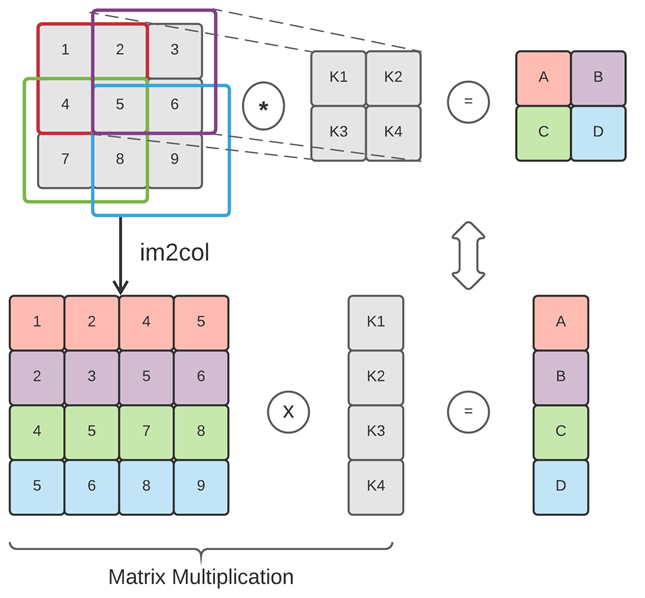 1 2 3
K1 K2
A B
4 5 6
*
=
K3 K4
C D
7 8 9
im2col
1 2 4 5
K1
A
2 3 5 6
K2
B
X
=
4 5 7 8
K3
C
5 6 8 9
K4
D
Matrix Multiplication